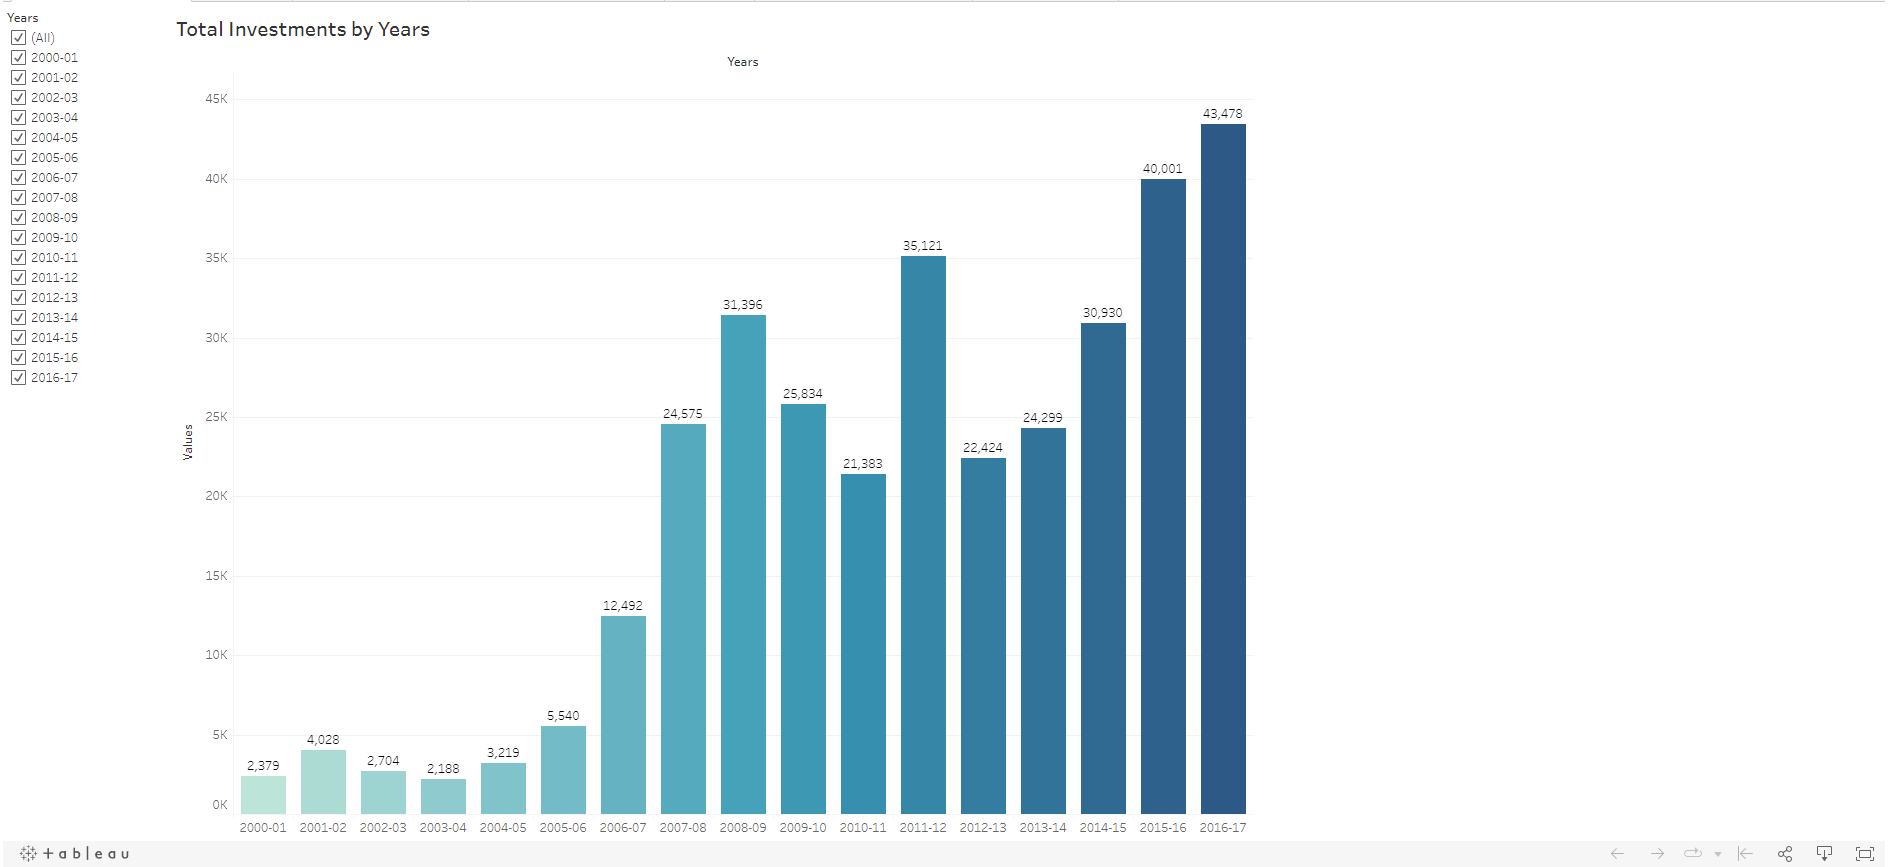 Years
(All)
2000-01
2001-02
2002-03
2003-04
2004-05
2005-06
2006-07
2007-08
2008-09
2009-10
2010-11
2011-12
2012-13
2013-14
2014-15
2015-16
2016-17
Total Investments by Years
Years
Values
45K
40K
35K
30K
25K
20K
15K
10K
5K
0K
2,379
4,028
2,704
2,188
3,219
5,540
12,492
24,575
31,396
25,834
21,383
35,121
22,424
24,299
30,930
40,001
43,478
2000-01 2001-02 2002-03 2003-04 2004-05 2005-06 2006-07 2007-08 2008-09 2009-10 2010-11 2011-12 2012-13 2013-14 2014-15 2015-16 2016-17
+ableau